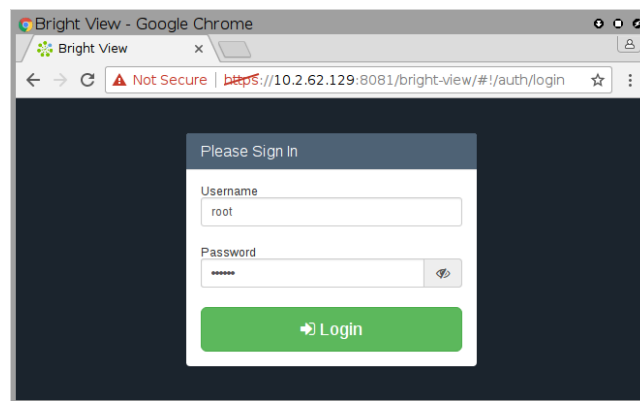 Bright View - Google Chrome
Bright View
Not Secure | https://10.2.62.129:8081/bright-view/#!/auth/login
Please Sign In
Username
root
Password
••••••
Login